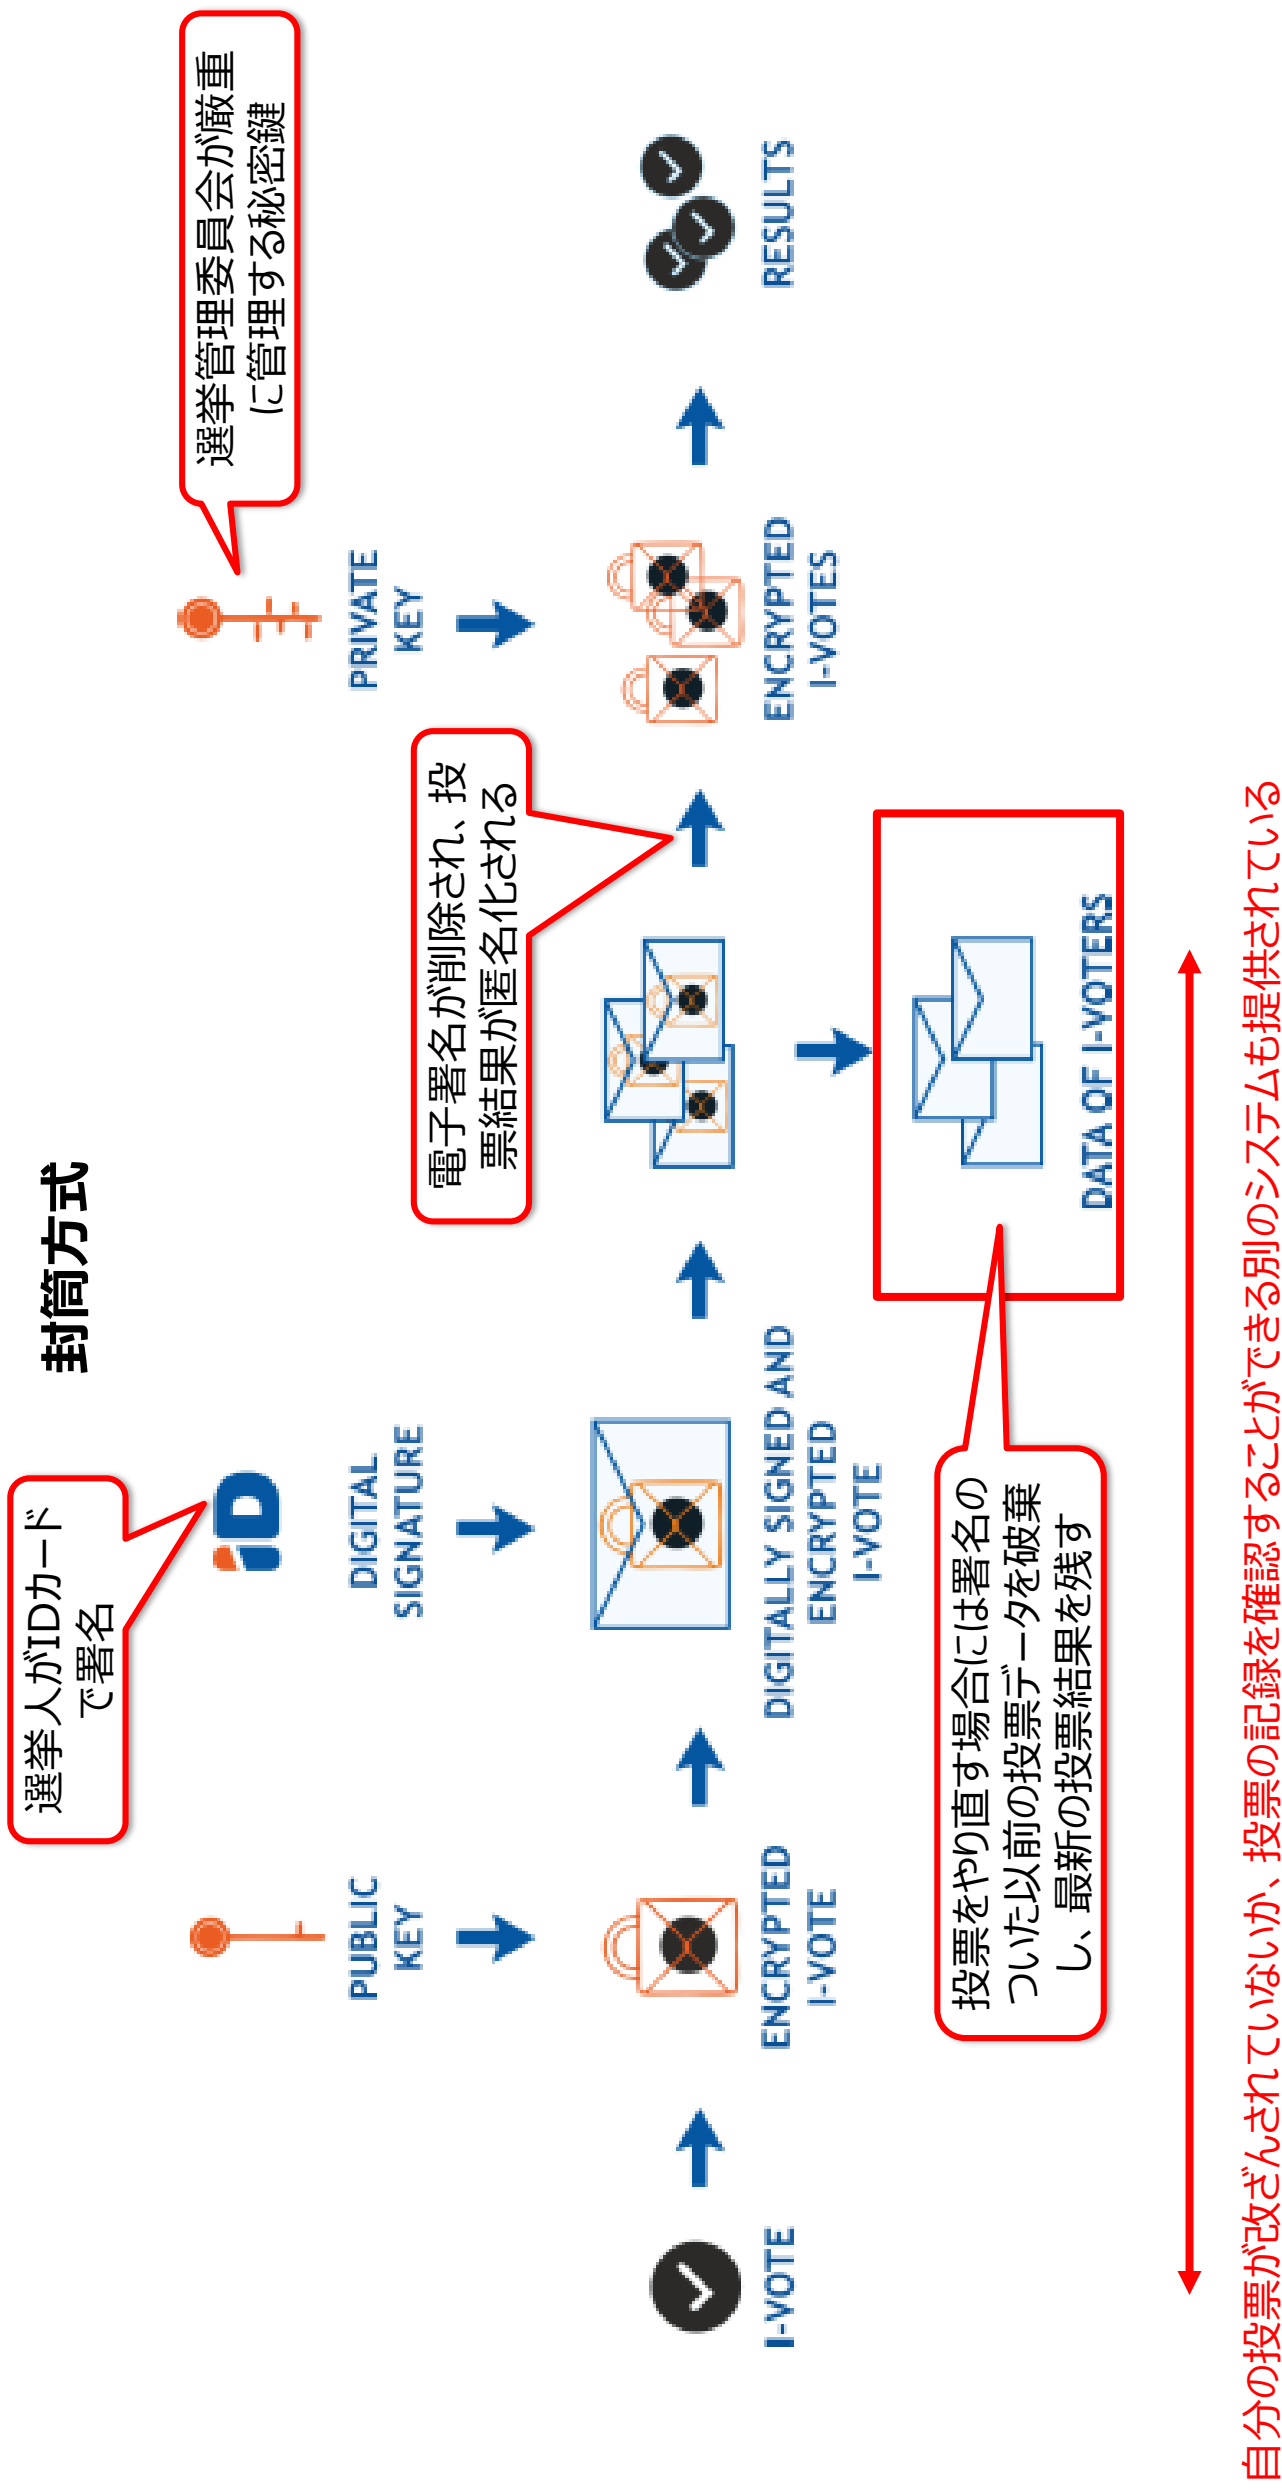 封筒方式
選挙人がIDカード
で署名
選挙管理委員会が厳重
に管理する秘密鍵
iD
PUBLIC
KEY
DIGITAL
SIGNATURE
PRIVATE
KEY
電子署名が削除され、投
票結果が匿名化される
I-VOTE
ENCRYPTED
I-VOTE
DIGITALLY SIGNED AND
ENCRYPTED
I-VOTE
ENCRYPTED
I-VOTES
RESULTS
投票をやり直す場合には署名の
ついた以前の投票データを破棄
し、最新の投票結果を残す
DATA OF I-VOTERS
自分の投票が改ざんされていないか、投票の記録を確認することができる別のシステムも提供されている